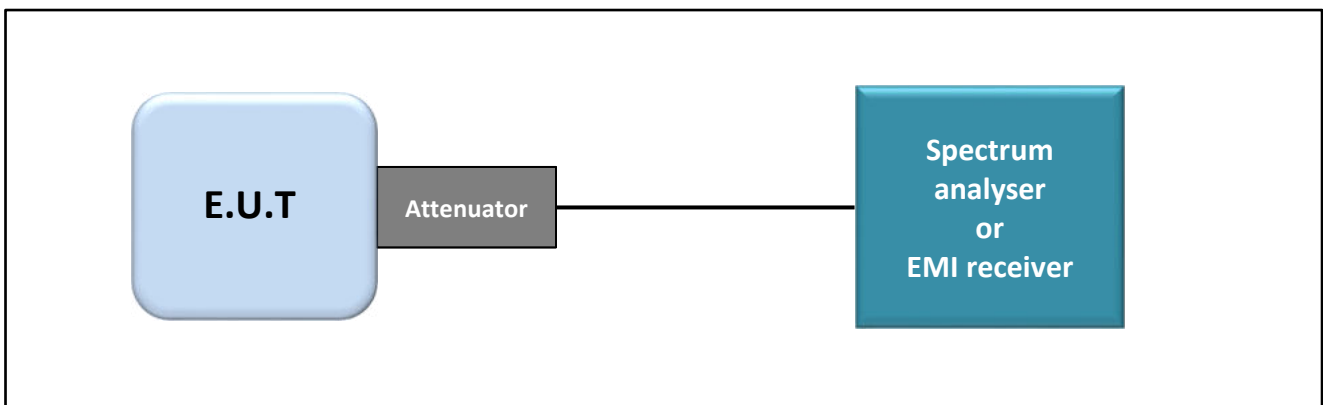 E.U.T
Attenuator
Spectrum
analyser
or
EMI receiver